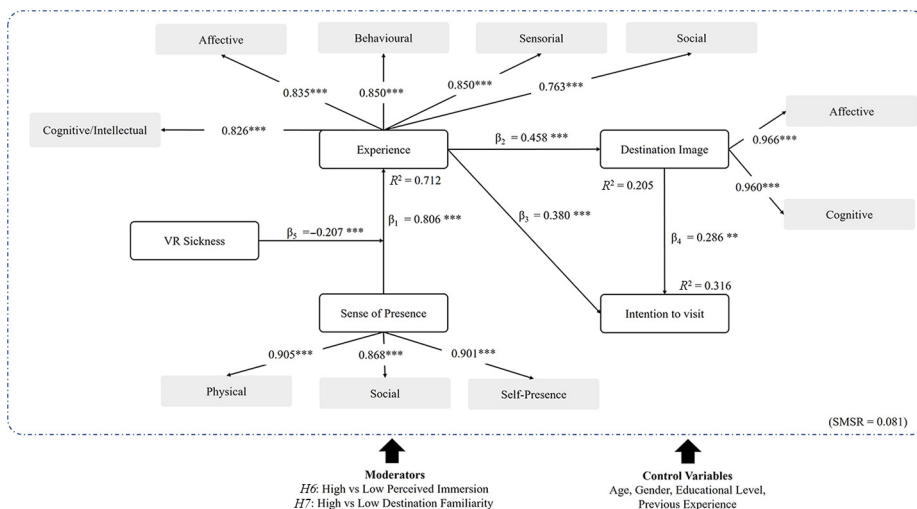 Affective
Behavioural
Sensorial
Social
0.835***
0.850***
0.850***
0.763***
Cognitive/Intellectual
0.826***
Experience
β2 = 0.458 ***
Destination Image
Affective
0.966***
0.960***
Cognitive
R² = 0.712
R² = 0.205
β1 = 0.806 ***
β3 = 0.380 ***
β4 = 0.286 **
VR Sickness
β5 =−0.207 ***
R² = 0.316
Sense of Presence
Intention to visit
0.905***
0.868***
0.901***
Physical
Social
Self-Presence
(SMSR = 0.081)
Moderators
H6: High vs Low Perceived Immersion
H7: High vs Low Destination Familiarity
Control Variables
Age, Gender, Educational Level,
Previous Experience